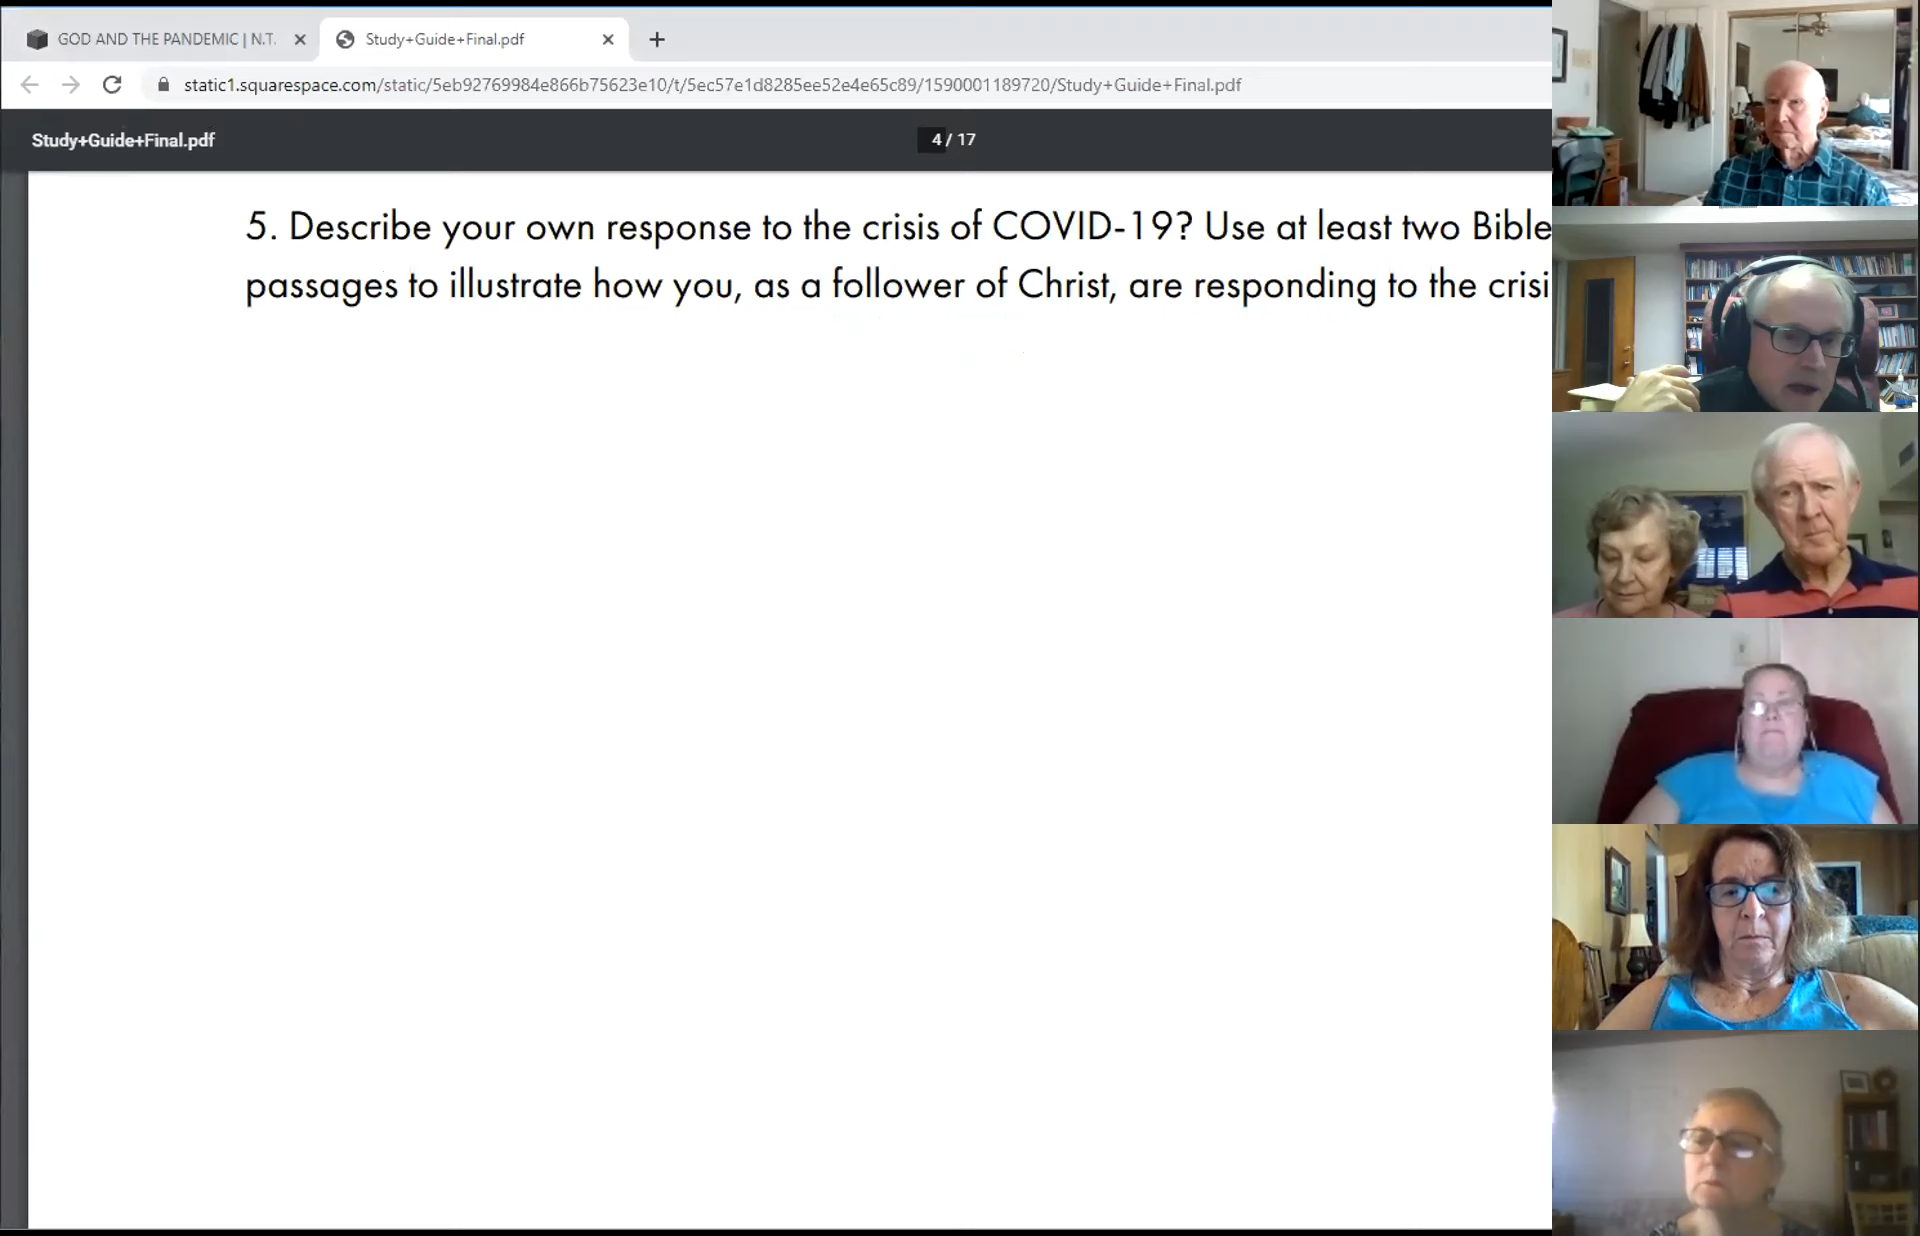 GOD AND THE PANDEMIC | N.T.
Study+Guide+Final.pdf
static1.squarespace.com/static/5eb92769984e866b75623e10/t/5ec57e1d8285ee52e4e65c89/1590001189720/Study+Guide+Final.pdf
Study+Guide+Final.pdf
4 / 17
5. Describe your own response to the crisis of COVID-19? Use at least two Bible
passages to illustrate how you, as a follower of Christ, are responding to the crisi